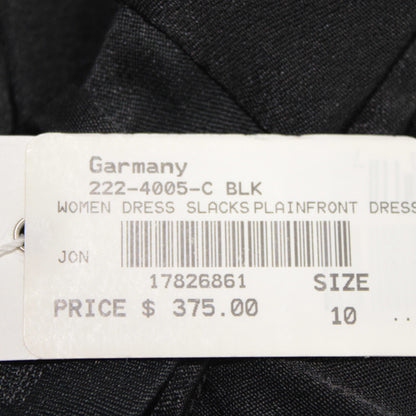 Garmany
222-4005-C BLK
WOMEN DRESS SLACKS PLAINFRONT DRESS
JON
17826861 SIZE
PRICE $ 375.00 10 ..